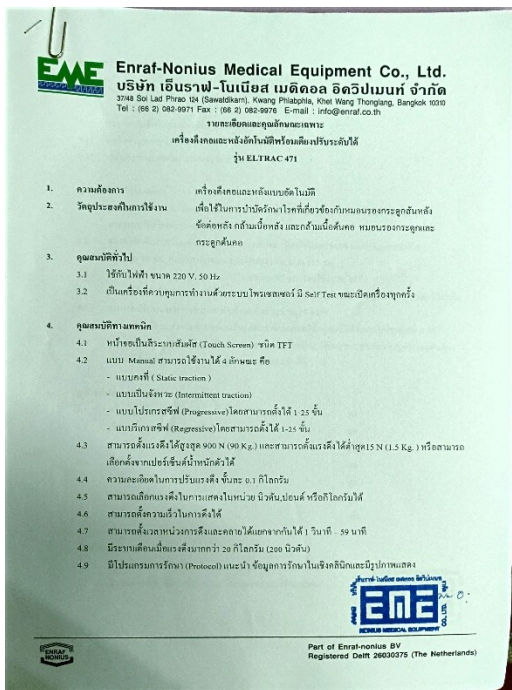 EME
Enraf-Nonius Medical Equipment Co., Ltd.
บริษัท เอ็นราฟ-โนเนียส เมดิคอล อิควิปเมนท์ จำกัด
37/48 Soi Lad Phrao 124 (Sawatdikarn), Kwang Phlabphla, Khet Wang Thonglang, Bangkok 10310
Tel : (66 2) 082-9971 Fax : (66 2) 082-9976 E-mail : info@enraf.co.th
รายละเอียดและคุณลักษณะเฉพาะ
เครื่องดึงคอและหลังอัตโนมัติพร้อมเตียงปรับระดับได้
รุ่น ELTRAC 471
1. ความต้องการ เครื่องดึงคอและหลังแบบอัตโนมัติ
2. วัตถุประสงค์ในการใช้งาน เพื่อใช้ในการบำบัดรักษาโรคที่เกี่ยวข้องกับหมอนรองกระดูกสันหลัง
ข้อต่อหลัง กล้ามเนื้อหลัง และกล้ามเนื้อต้นคอ หมอนรองกระดูกและ
กระดูกต้นคอ
3. คุณสมบัติทั่วไป
3.1 ใช้กับไฟฟ้า ขนาด 220 V, 50 Hz
3.2 เป็นเครื่องที่ควบคุมการทำงานด้วยระบบไพรเซสเซอร์ มี Self Test ขณะเปิดเครื่องทุกครั้ง
4. คุณสมบัติทางเทคนิค
4.1 หน้าจอเป็นสีระบบสัมผัส (Touch Screen) ชนิด TFT
4.2 แบบ Manual สามารถใช้งานได้ 4 ลักษณะ คือ
- แบบคงที่ ( Static traction )
- แบบเป็นจังหวะ (Intermittent traction)
- แบบโปรเกรสซีฟ (Progressive)โดยสามารถตั้งได้ 1-25 ขั้น
- แบบรีเกรสซีฟ (Regressive)โดยสามารถตั้งได้ 1-25 ขั้น
4.3 สามารถตั้งแรงดึงได้สูงสุด 900 N (90 Kg.) และสามารถตั้งแรงดึงได้ต่ำสุด15 N (1.5 Kg. ) หรือสามารถ
เลือกตั้งจากเปอร์เซ็นต์น้ำหนักตัวได้
4.4 ความละเอียดในการปรับแรงดึง ขั้นละ 0.1 กิโลกรัม
4.5 สามารถเลือกแรงดึงในการแสดงในหน่วย นิวตัน,ปอนด์ หรือกิโลกรัมได้
4.6 สามารถตั้งความเร็วในการดึงได้
4.7 สามารถตั้งเวลาหน่วงการดึงและคลายได้แยกจากกันได้ 1 วินาที - 59 นาที
4.8 มีระบบเตือนเมื่อแรงดึงมากกว่า 20 กิโลกรัม (200 นิวตัน)
4.9 มีโปรแกรมการรักษา (Protocol) แนะนำ ข้อมูลการรักษาในเชิงคลินิกและมีรูปภาพแสดง
EME
NONIUS MEDICAL EQUIPMENT
ENRAF
NONIUS
Part of Enraf-nonius BV
Registered Delft 26030375 (The Netherlands)